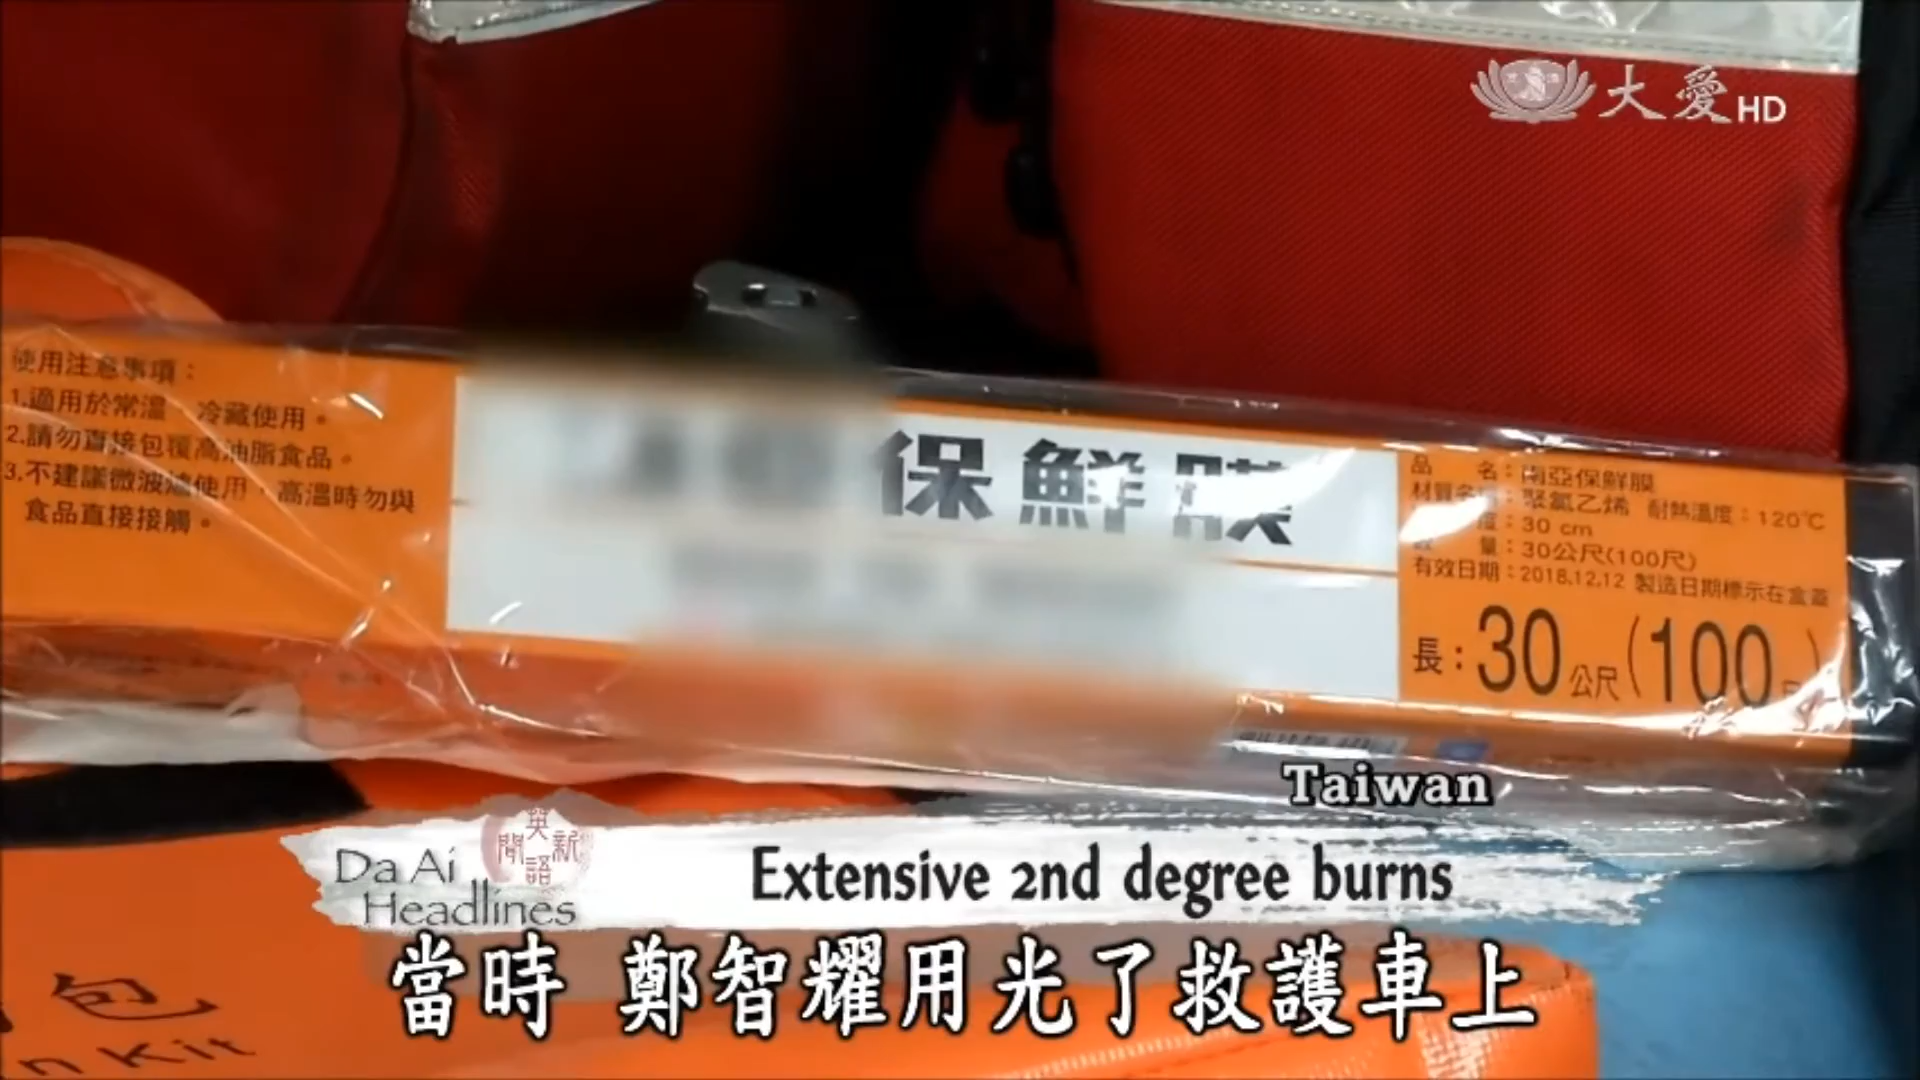 大愛HD
使用注意事項：
1.適用於常溫、冷藏使用。
2.請勿直接包覆高油脂食品。
3.不建議微波爐使用，高溫時勿與
食品直接接觸。
保鮮膜
品 名：南亞保鮮膜
材質名稱：聚氯乙烯 耐熱溫度：120℃
度：30 cm
數 量：30公尺(100尺)
有效日期：2018.12.12 製造日期標示在盒蓋
長：30公尺(100
Taiwan
Da Ai
Headlines
英語新聞
Extensive 2nd degree burns
當時 鄭智耀用光了救護車上
包
n Kit